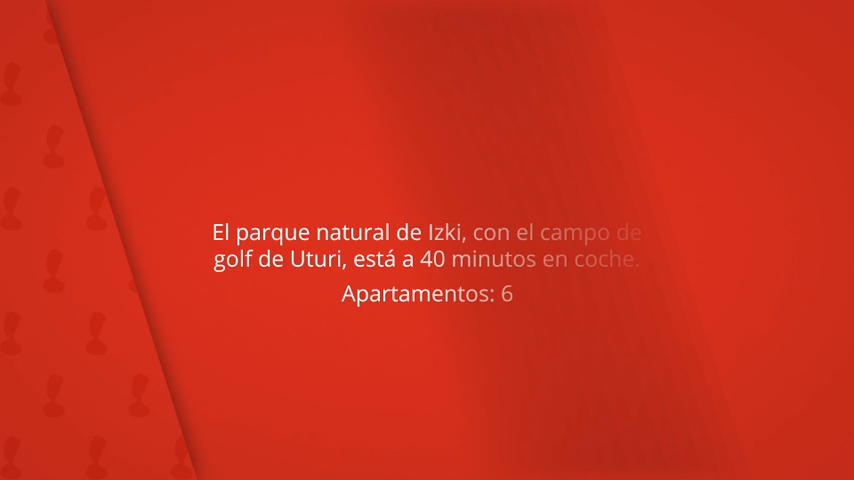 El parque natural de Izki, con el campo de
golf de Uturi, está a 40 minutos en coche.
Apartamentos: 6